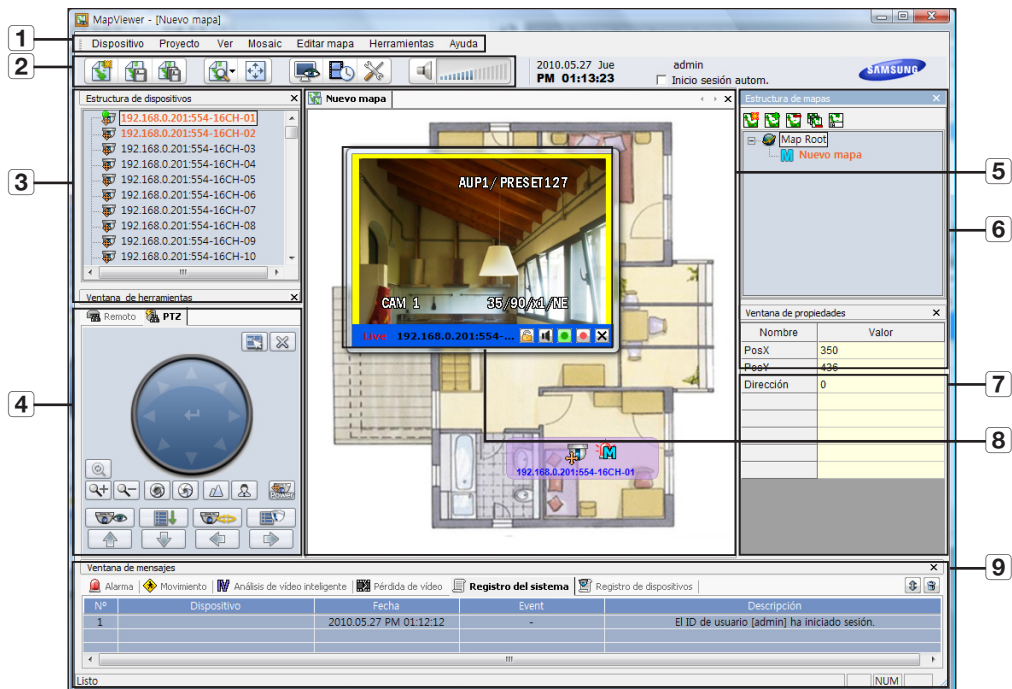 MapViewer - [Nuevo mapa]
1
Dispositivo Proyecto Ver Mosaic Editar mapa Herramientas Ayuda
2
2010.05.27 Jue
PM 01:13:23
admin
Inicio sesión autom.
SAMSUNG
Estructura de dispositivos
192.168.0.201:554-16CH-01
192.168.0.201:554-16CH-02
192.168.0.201:554-16CH-03
192.168.0.201:554-16CH-04
192.168.0.201:554-16CH-05
192.168.0.201:554-16CH-06
192.168.0.201:554-16CH-07
192.168.0.201:554-16CH-08
192.168.0.201:554-16CH-09
192.168.0.201:554-16CH-10
3
Ventana de herramientas
Remoto PTZ
Power
4
Nuevo mapa
AUP1/PRESET127
CAM 1
35/90/x1/NE
Live 192.168.0.201:554-...
M
192.168.0.201:554-16CH-01
Estructura de mapas
Map Root
M Nuevo mapa
5
6
Ventana de propiedades
Nombre Valor
PosX 350
PosY 436
Dirección 0
7
8
Ventana de mensajes
9
Alarma Movimiento Análisis de vídeo inteligente Pérdida de vídeo Registro del sistema Registro de dispositivos
Nº Dispositivo Fecha Event Descripción
1 2010.05.27 PM 01:12:12 - El ID de usuario [admin] ha iniciado sesión.
Listo
NUM